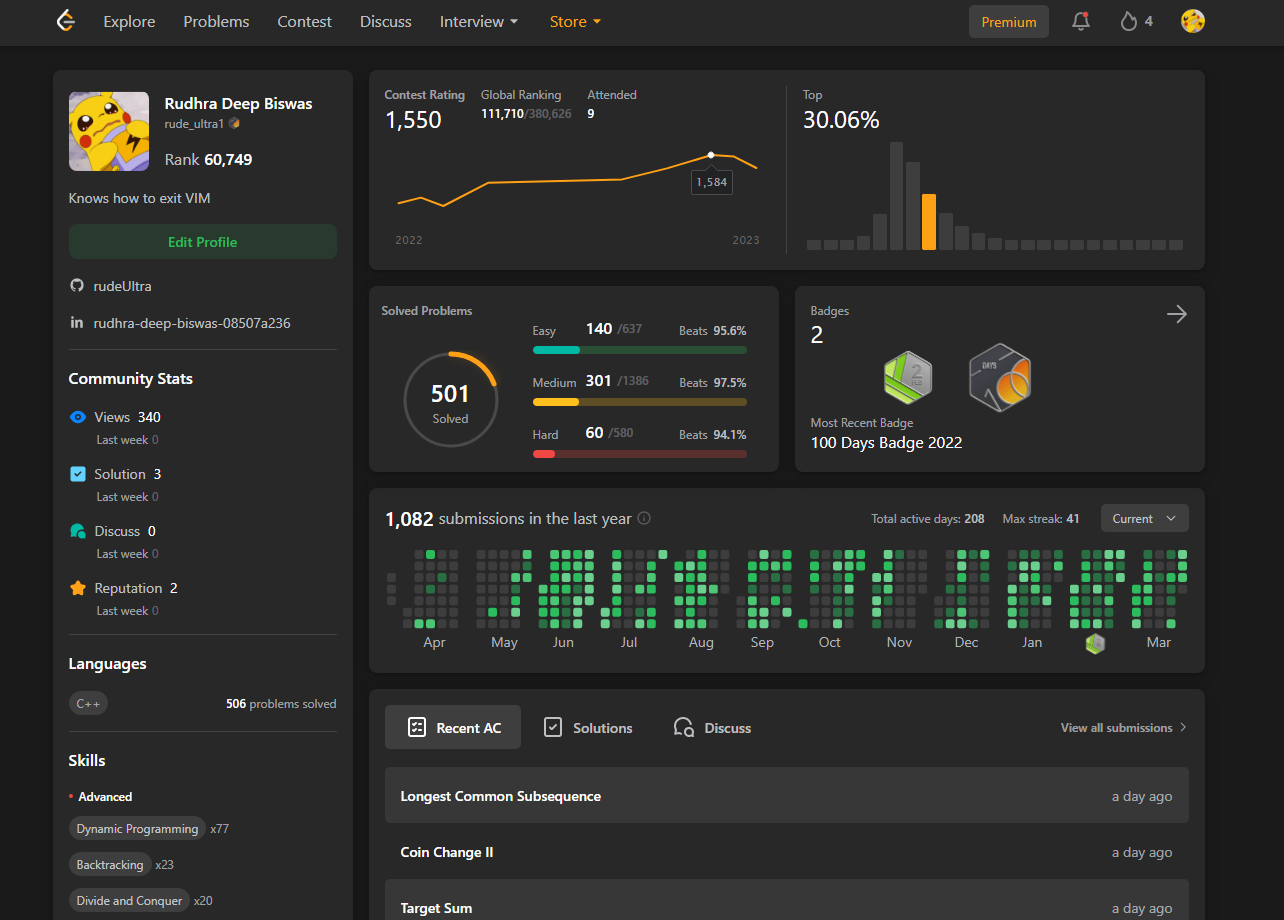 Explore Problems Contest Discuss Interview Store Premium 4
Rudhra Deep Biswas
rude_ultra1
Rank 60,749
Knows how to exit VIM
Edit Profile
rudeUltra
rudhra-deep-biswas-08507a236
Community Stats
Views 340
Last week 0
Solution 3
Last week 0
Discuss 0
Last week 0
Reputation 2
Last week 0
Languages
C++ 506 problems solved
Skills
Advanced
Dynamic Programming x77
Backtracking x23
Divide and Conquer x20
Contest Rating Global Ranking Attended
1,550 111,710/380,626 9
1,584
2022 2023
Top
30.06%
Solved Problems
501
Solved
Easy 140 /637 Beats 95.6%
Medium 301 /1386 Beats 97.5%
Hard 60 /580 Beats 94.1%
Badges
2
2
FEB
DAYS
Most Recent Badge
100 Days Badge 2022
1,082 submissions in the last year Total active days: 208 Max streak: 41 Current
Apr May Jun Jul Aug Sep Oct Nov Dec Jan Mar
Recent AC Solutions Discuss View all submissions
Longest Common Subsequence a day ago
Coin Change II a day ago
Target Sum a day ago